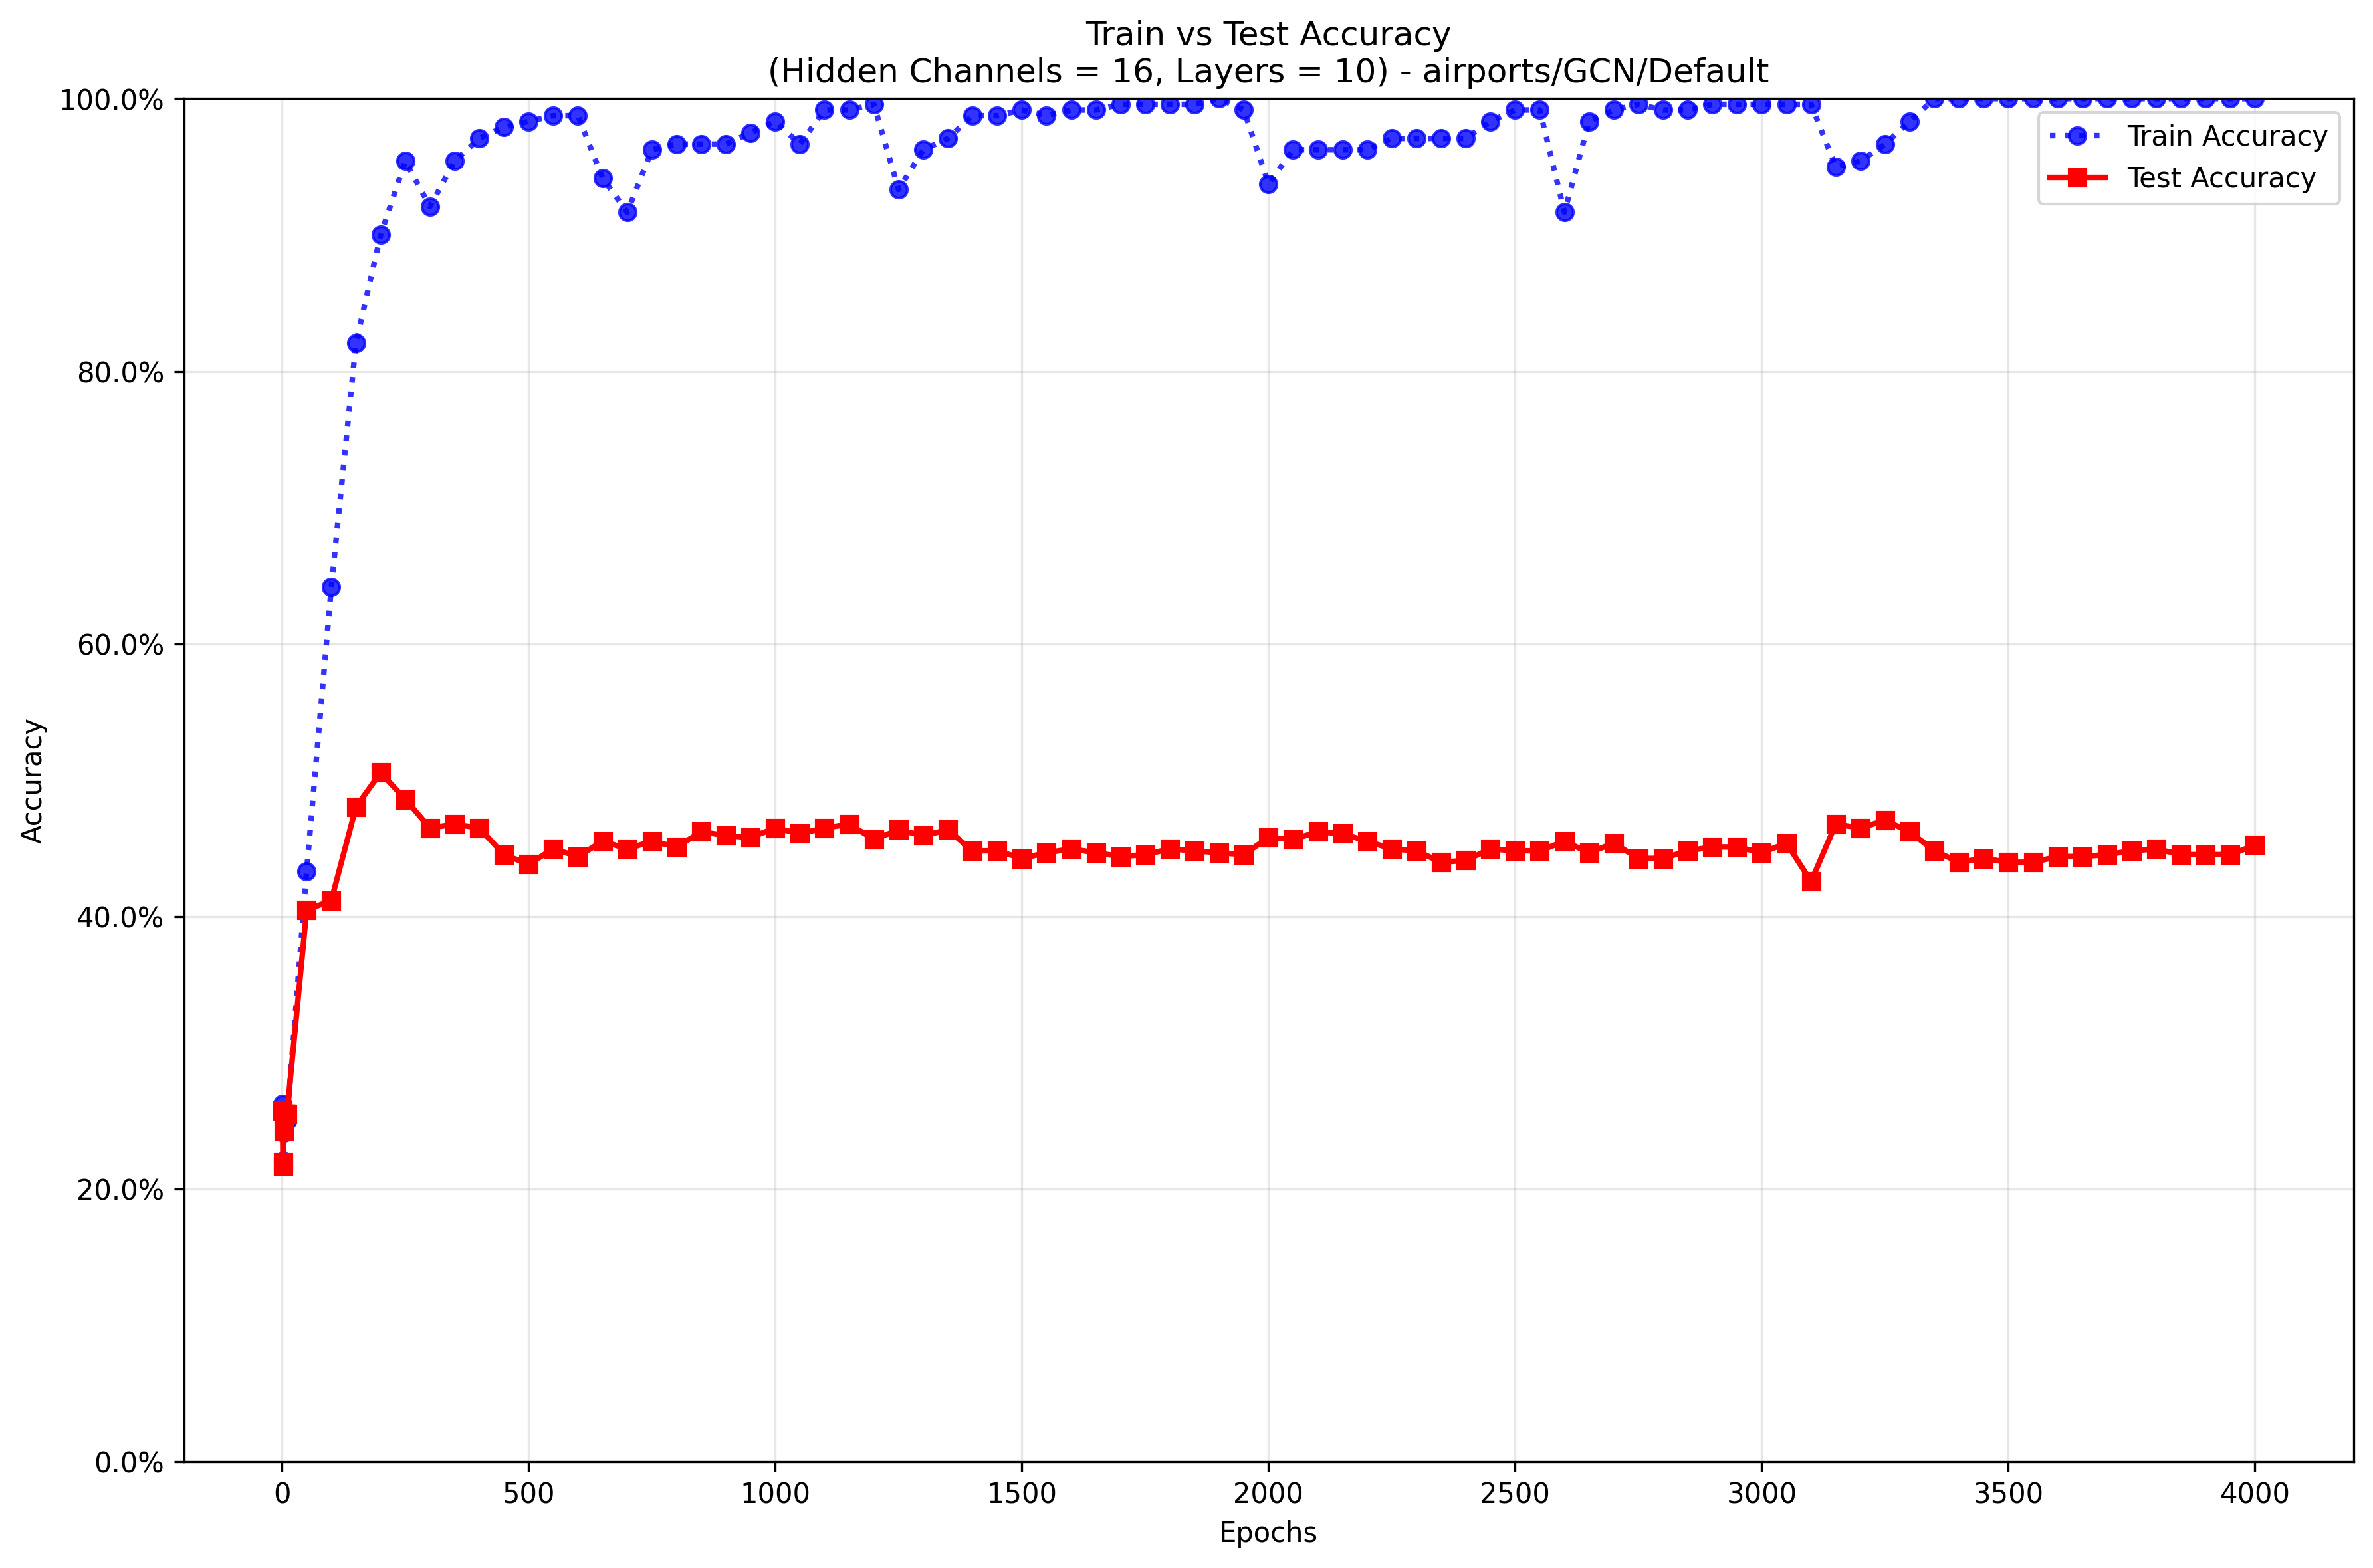 Train vs Test Accuracy
(Hidden Channels = 16, Layers = 10) - airports/GCN/Default
100.0%
80.0%
60.0%
40.0%
20.0%
0.0%
Accuracy
Train Accuracy
Test Accuracy
0
500
1000
1500
2000
2500
3000
3500
4000
Epochs